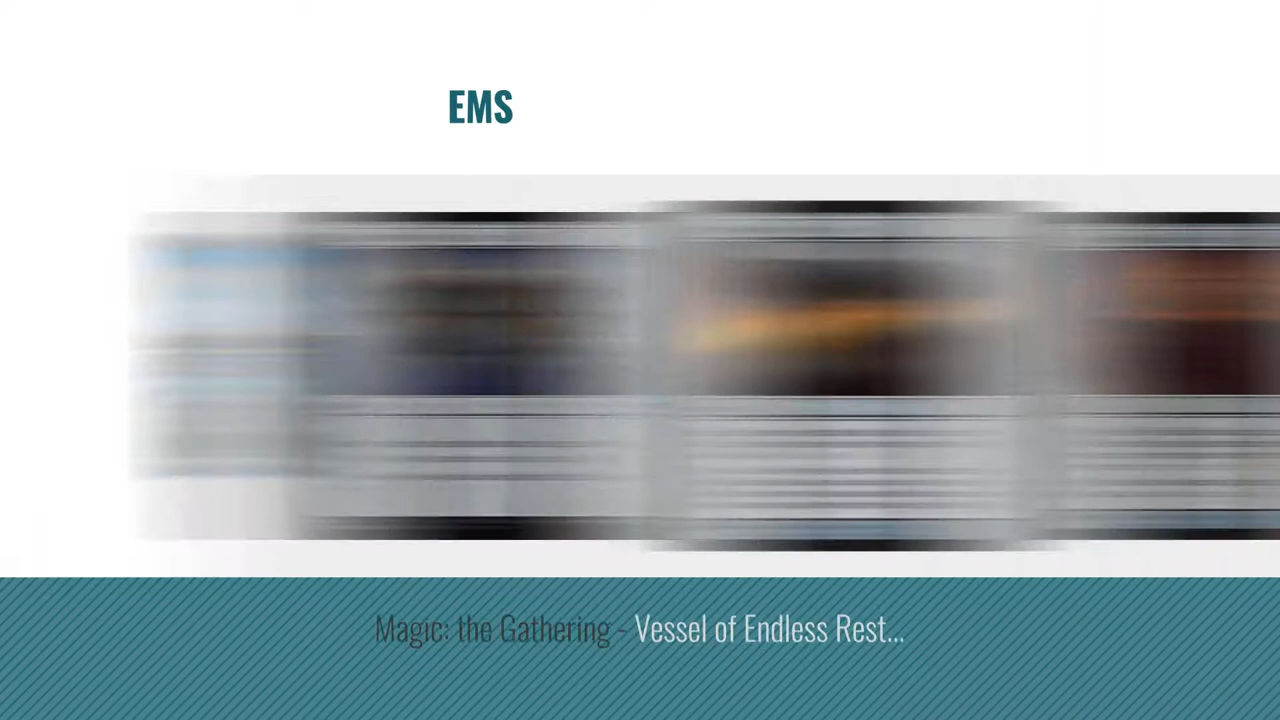 EMS
Magic: the Gathering - Vessel of Endless Rest...